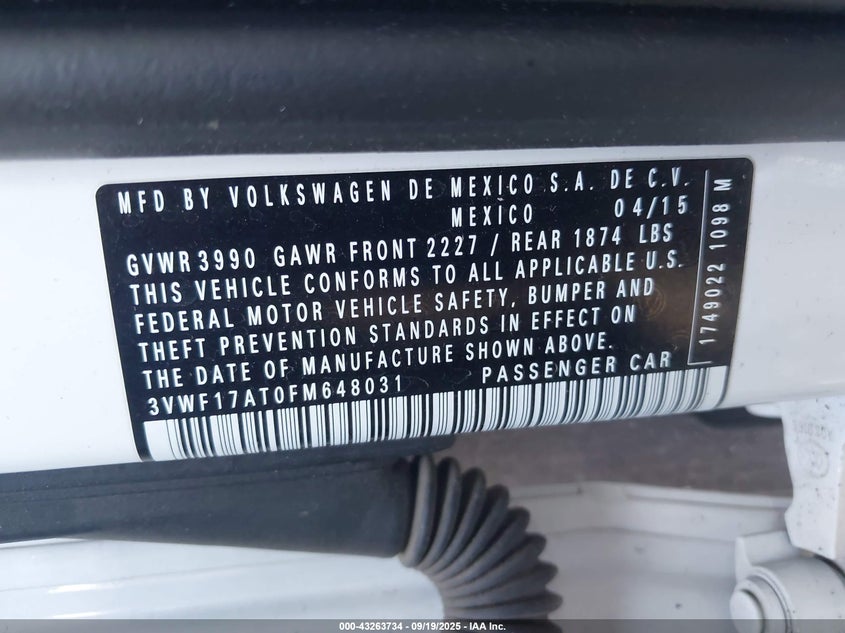 MFD BY VOLKSWAGEN DE MEXICO S.A. DE C.V.
MEXICO 04/15
GVWR 3990 GAWR FRONT 2227 / REAR 1874 LBS
THIS VEHICLE CONFORMS TO ALL APPLICABLE U.S.
FEDERAL MOTOR VEHICLE SAFETY, BUMPER AND
THEFT PREVENTION STANDARDS IN EFFECT ON
THE DATE OF MANUFACTURE SHOWN ABOVE.
3VWF17AT0FM648031 PASSENGER CAR
1749022 1098 M
000-43263734 - 09/19/2025 - IAA Inc.